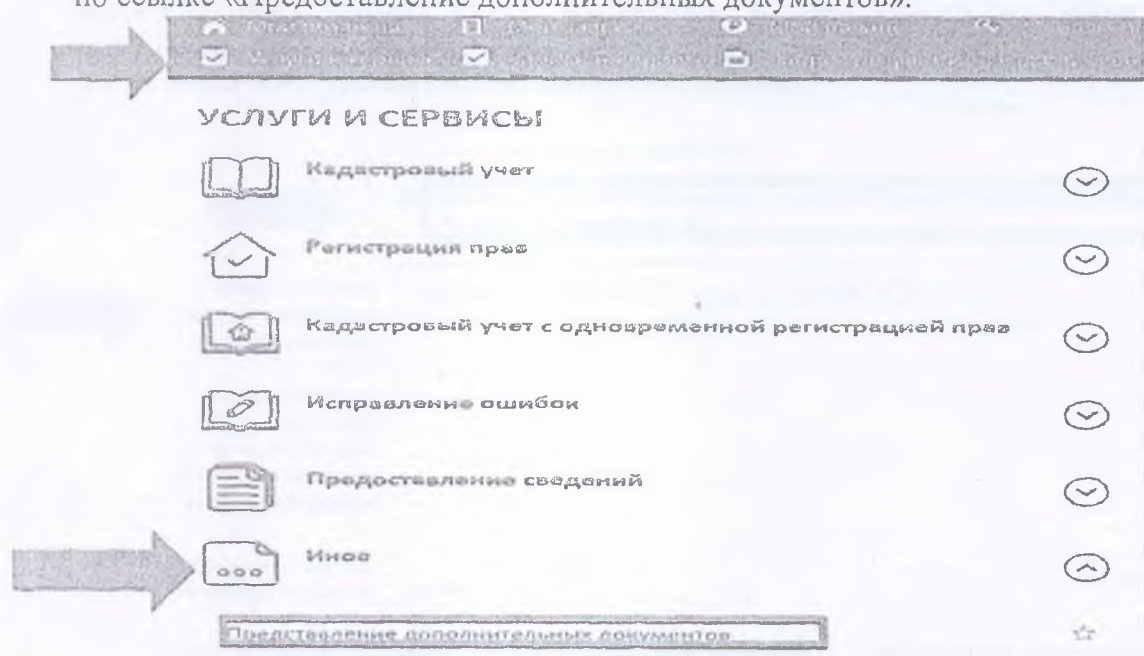 по ссылке «Предоставление дополнительных документов».
УСЛУГИ И СЕРВИСЫ
Кадастровый учет
Регистрация прав
Кадастровый учет с одновременной регистрацией прав
Исправление ошибок
Предоставление сведений
Иное
Представление дополнительных документов